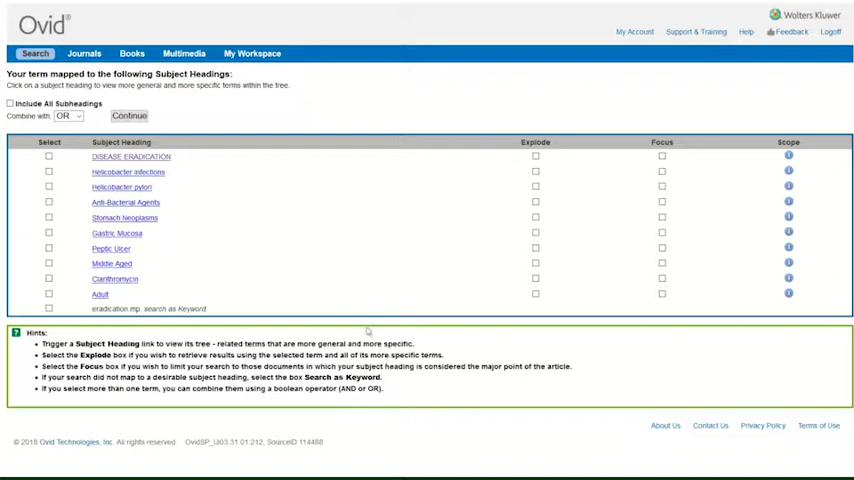 Ovid®
Wolters Kluwer
My Account Support & Training Help Feedback Logoff
Search Journals Books Multimedia My Workspace
Your term mapped to the following Subject Headings:
Click on a subject heading to view more general and more specific terms within the tree.
Include All Subheadings
Combine with: OR Continue
Select Subject Heading Explode Focus Scope
DISEASE ERADICATION
Helicobacter Infections
Helicobacter pylori
Anti-Bacterial Agents
Stomach Neoplasms
Gastric Mucosa
Peptic Ulcer
Middle Aged
Clarithromycin
Adult
eradication.mp. search as Keyword
? Hints:
• Trigger a Subject Heading link to view its tree - related terms that are more general and more specific.
• Select the Explode box if you wish to retrieve results using the selected term and all of its more specific terms.
• Select the Focus box if you wish to limit your search to those documents in which your subject heading is considered the major point of the article.
• If your search did not map to a desirable subject heading, select the box Search as Keyword.
• If you select more than one term, you can combine them using a boolean operator (AND or OR).
About Us Contact Us Privacy Policy Terms of Use
© 2018 Ovid Technologies, Inc. All rights reserved. OvidSP_UI03.31.01.212, SourceID 114488